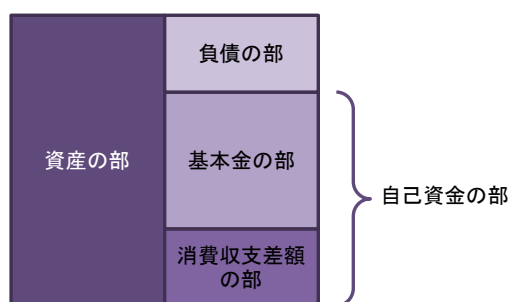 負債の部
資産の部
基本金の部
自己資金の部
消費収支差額
の部